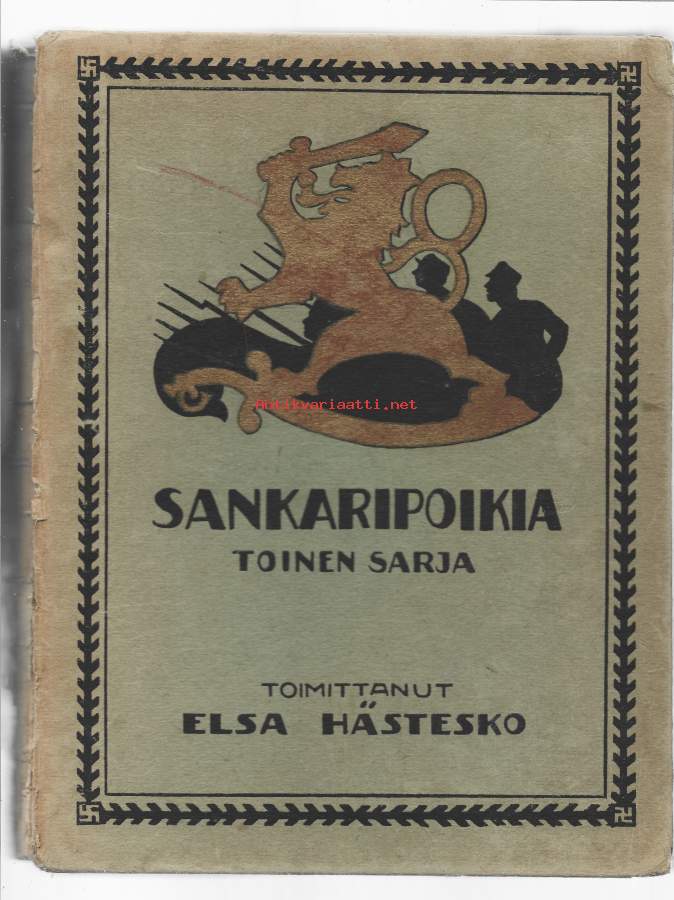 Antikvariaatti.net
SANKARIPOIKIA
TOINEN SARJA
TOIMITTANUT
ELSA HÄSTESKO